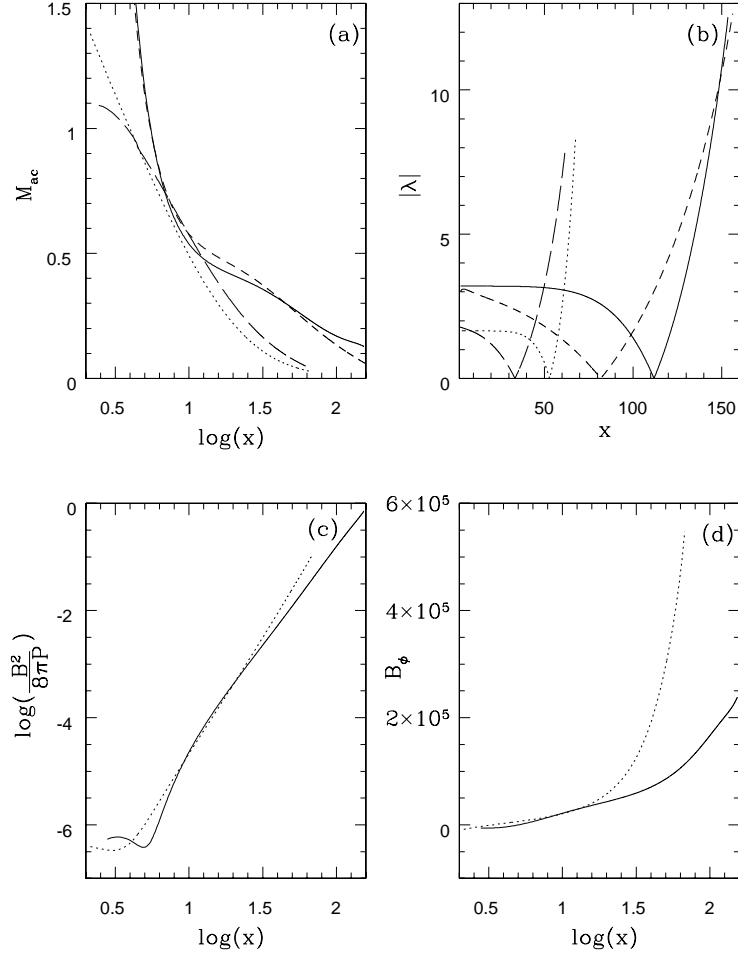 1.5
1
0.5
0
M_ac
(a)
0.5 1 1.5 2
log(x)
10
5
0
|λ|
(b)
50 100 150
x
0
-2
-4
-6
log(B²/8πP)
(c)
0.5 1 1.5 2
log(x)
6×10⁵
4×10⁵
2×10⁵
0
B_ϕ
(d)
0.5 1 1.5 2
log(x)